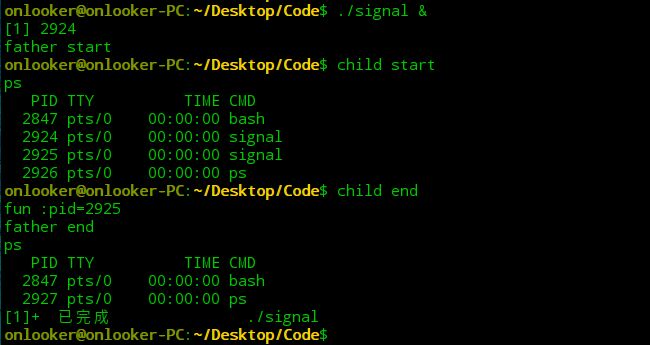 onlooker@onlooker-PC:~/Desktop/Code$ ./signal &
[1] 2924
father start
onlooker@onlooker-PC:~/Desktop/Code$ child start
ps
   PID TTY          TIME CMD
  2847 pts/0    00:00:00 bash
  2924 pts/0    00:00:00 signal
  2925 pts/0    00:00:00 signal
  2926 pts/0    00:00:00 ps
onlooker@onlooker-PC:~/Desktop/Code$ child end
fun :pid=2925
father end
ps
   PID TTY          TIME CMD
  2847 pts/0    00:00:00 bash
  2927 pts/0    00:00:00 ps
[1]+  已完成               ./signal
onlooker@onlooker-PC:~/Desktop/Code$